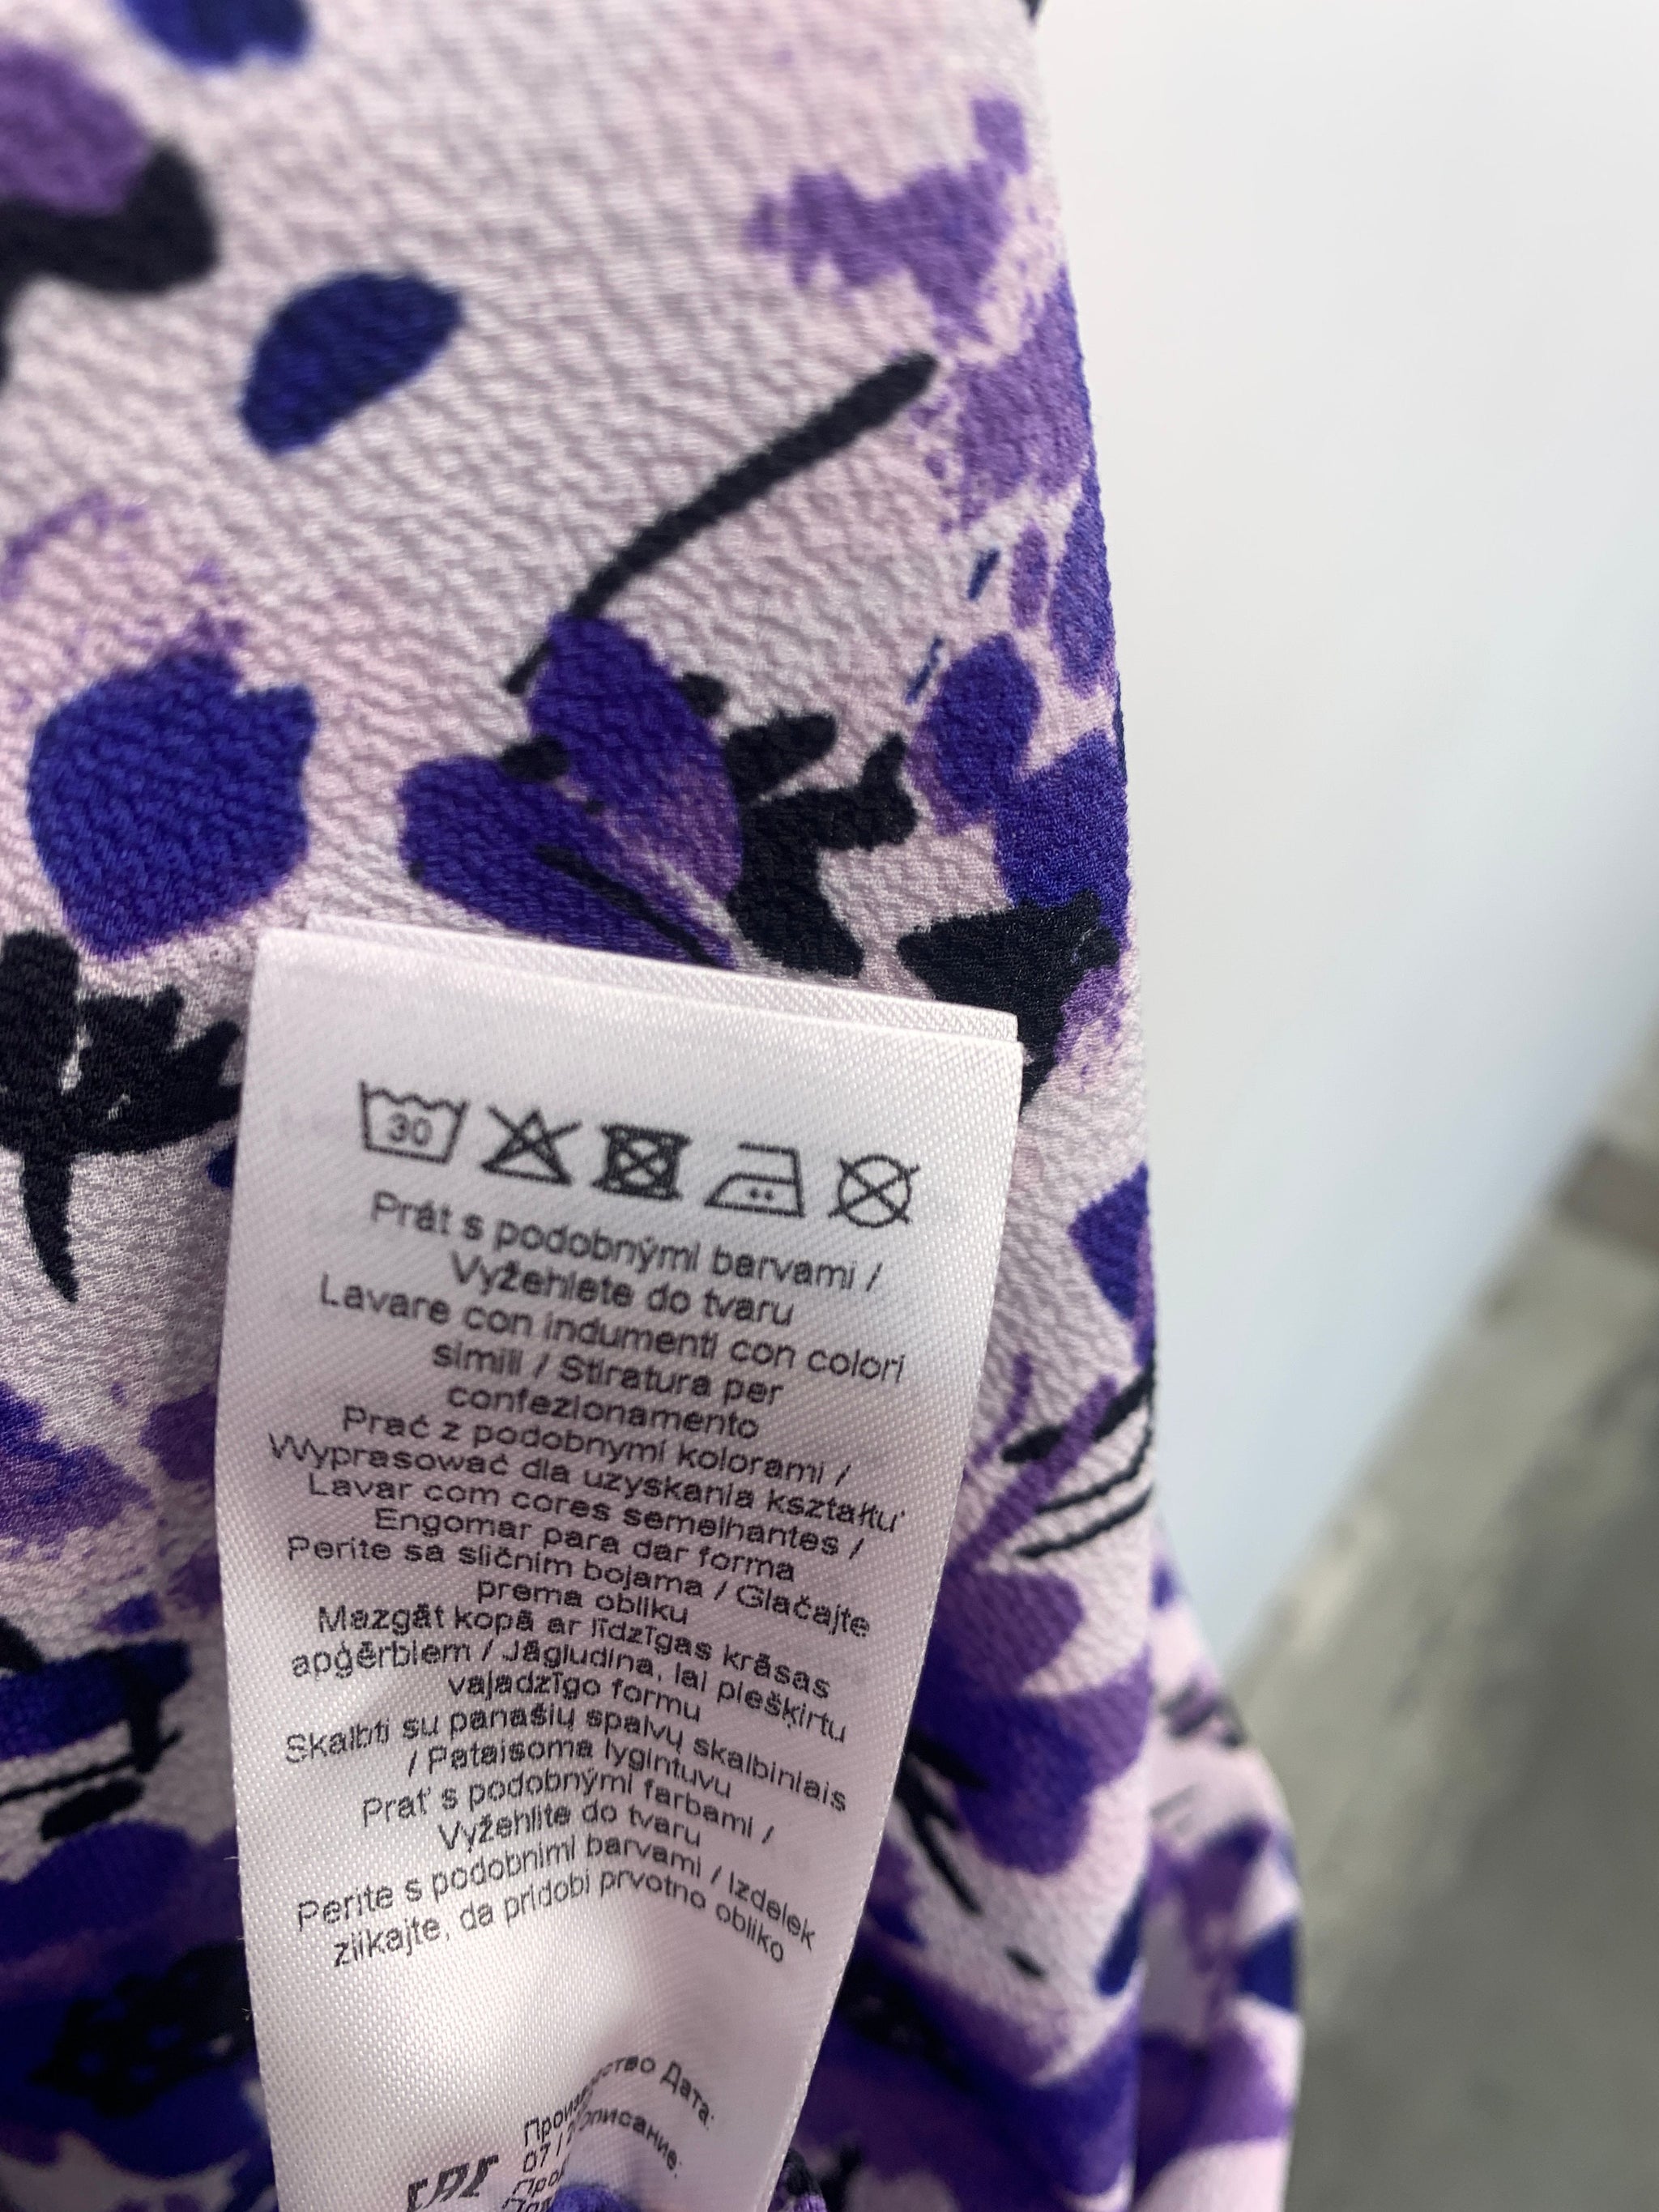 30
Prát s podobnými barvami /
Vyžehlete do tvaru
Lavare con indumenti con colori
simili / Stiratura per
confezionamento
Prać z podobnymi kolorami /
Wyprasować dla uzyskania kształtu
Lavar com cores semelhantes /
Engomar para dar forma
Perite sa sličnim bojama / Glačajte
prema obliku
Mazgāt kopā ar līdzīgas krāsas
apģērbiem / Jāgludina, lai piešķirtu
vajadzīgo formu
Skalbti su panašių spalvų skalbiniais
/ Pataisoma lygintuvu
Prať s podobnými farbami /
Vyžehlite do tvaru
Perite s podobnimi barvami / Izdelek
zlikajte, da pridobi prvotno obliko
Дата:
07 /
EAC